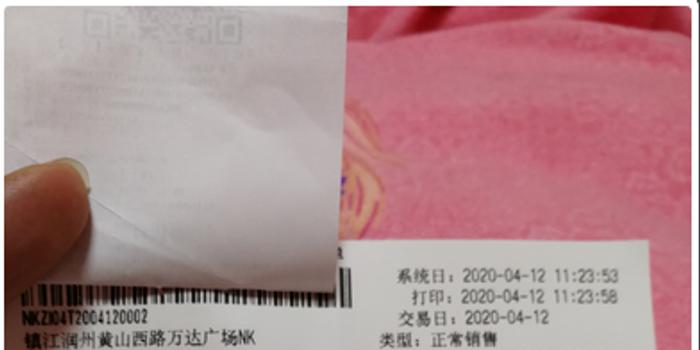 系统日: 2020-04-12 11:23:53
打印: 2020-04-12 11:23:58
NKZJ04T2004120002
交易日: 2020-04-12
镇江润州黄山西路万达广场NK
类型: 正常销售